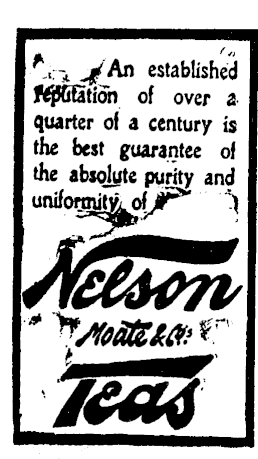 An established
reputation of over a
quarter of a century is
the best guarantee of
the absolute purity and
uniformity of
Nelson
Moate & Co's
Teas